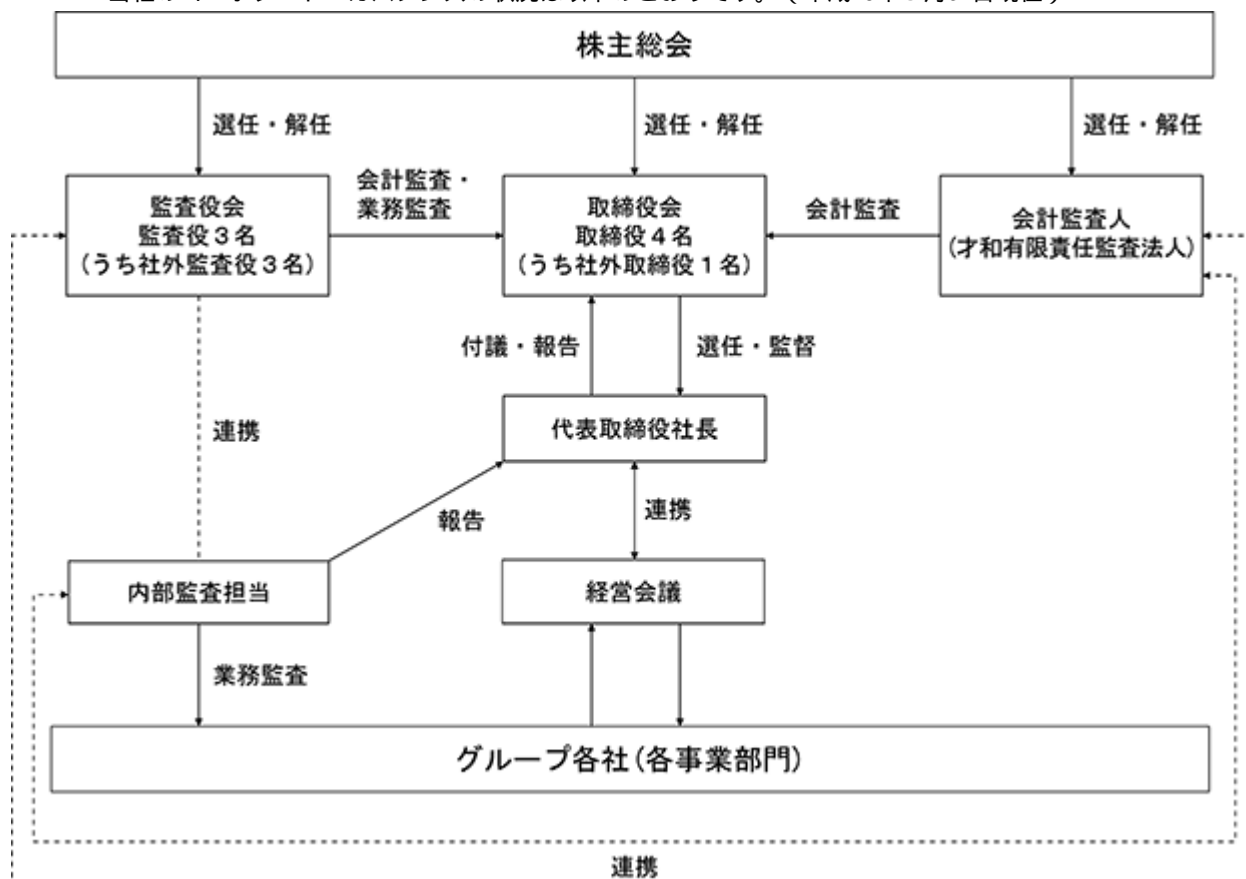 株主総会
選任・解任
選任・解任
選任・解任
監査役会
監査役3名
(うち社外監査役3名)
会計監査・
業務監査
取締役会
取締役4名
(うち社外取締役1名)
会計監査
会計監査人
(才和有限責任監査法人)
付議・報告
選任・監督
連携
代表取締役社長
報告
連携
内部監査担当
経営会議
業務監査
グループ各社(各事業部門)
連携